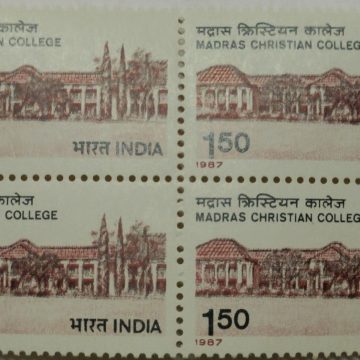 कालेज
N COLLEGE
भारत INDIA
मद्रास क्रिस्टियन कालेज
MADRAS CHRISTIAN COLLEGE
1.50
1987
कालेज
COLLEGE
भारत INDIA
मद्रास क्रिस्टियन कालेज
MADRAS CHRISTIAN COLLEGE
1.50
1987